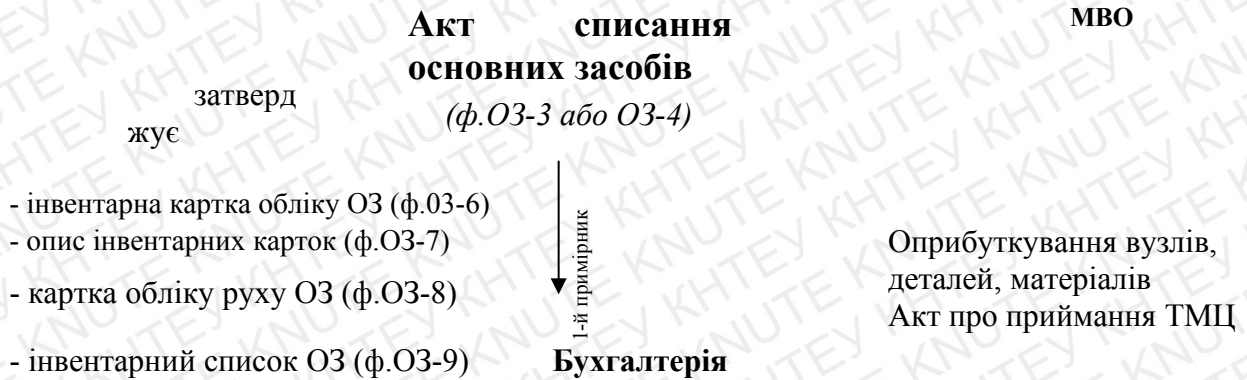 Акт списання
основних засобів
(ф.ОЗ-3 або ОЗ-4)
МВО
затверд
жує
- інвентарна картка обліку ОЗ (ф.03-6)
- опис інвентарних карток (ф.ОЗ-7)
- картка обліку руху ОЗ (ф.ОЗ-8)
- інвентарний список ОЗ (ф.ОЗ-9)
1-й примірник
Бухгалтерія
Оприбуткування вузлів,
деталей, матеріалів
Акт про приймання ТМЦ